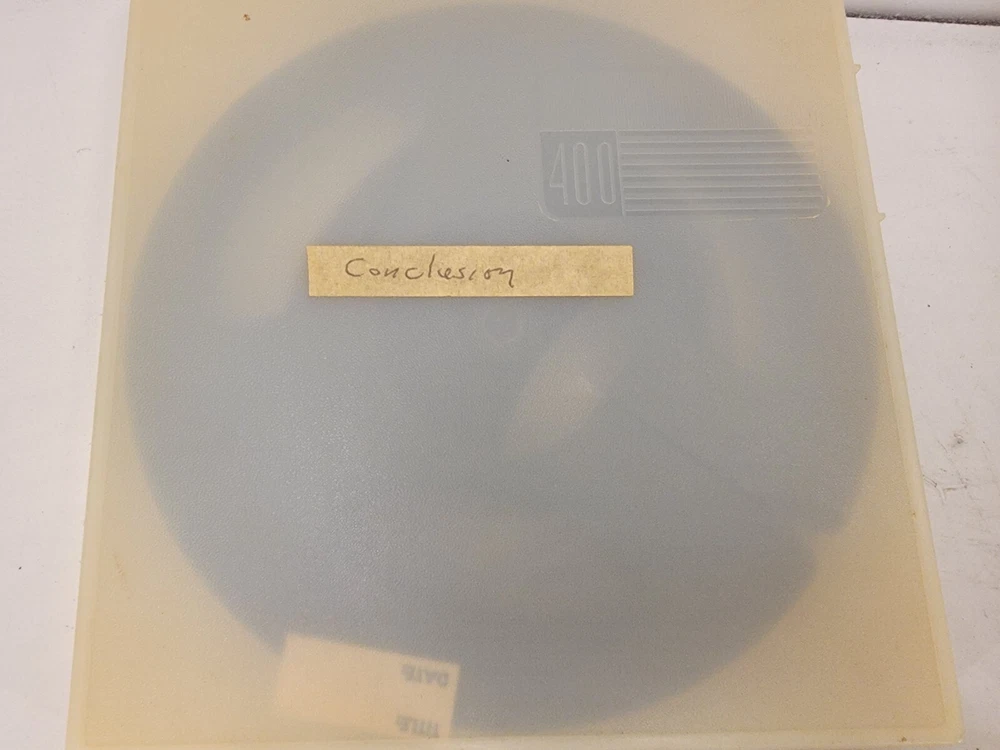 400
Conclusion
DATE
TITLE